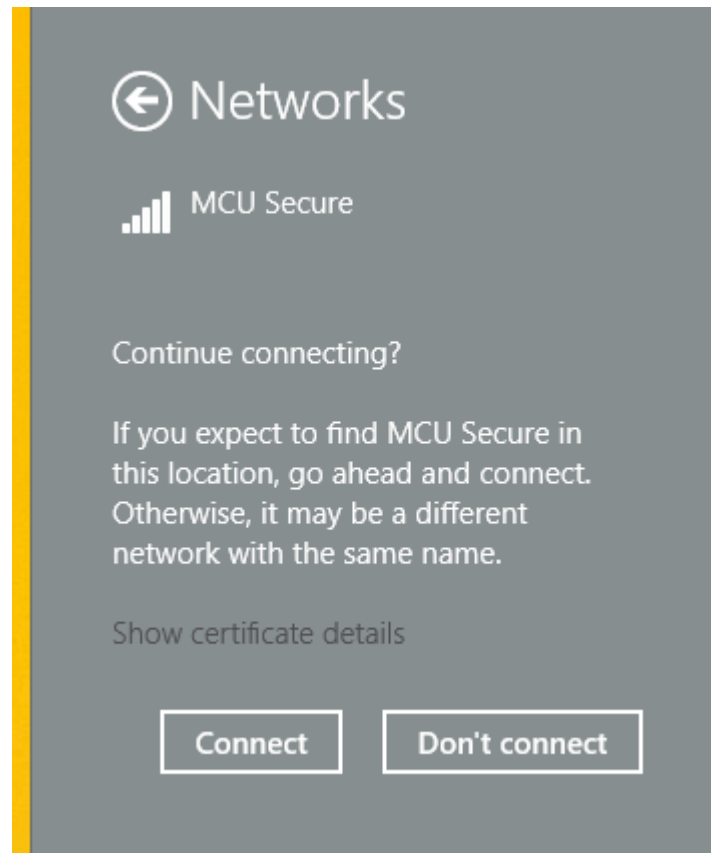 Networks
MCU Secure
Continue connecting?
If you expect to find MCU Secure in
this location, go ahead and connect.
Otherwise, it may be a different
network with the same name.
Show certificate details
Connect
Don't connect